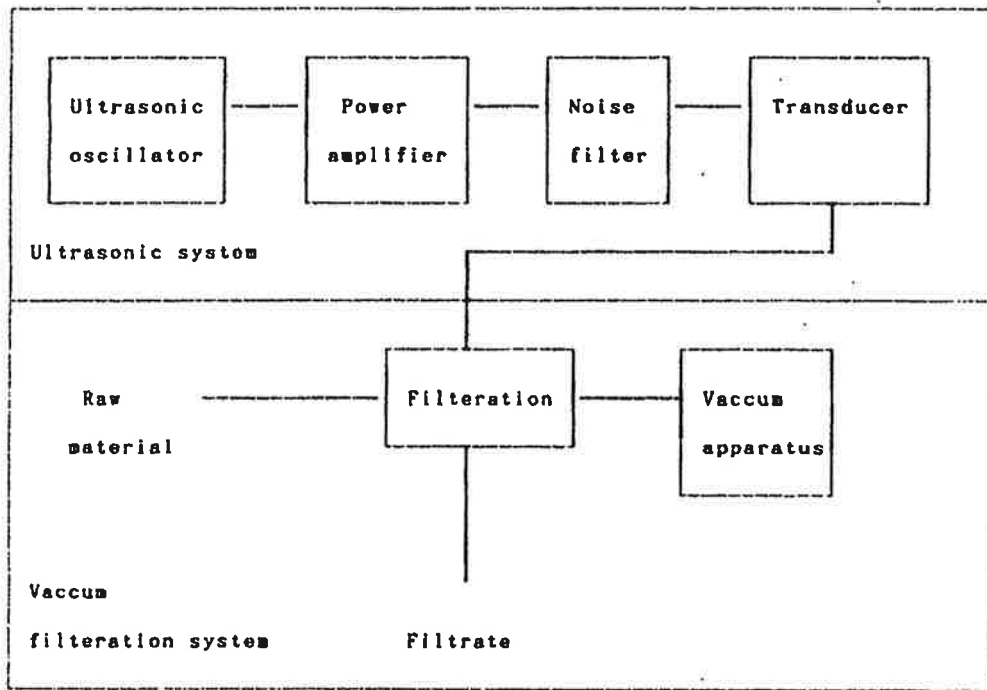 Ultrasonic
oscillator
Power
amplifier
Noise
filter
Transducer
Ultrasonic system
Raw
material
Filteration
Vaccum
apparatus
Vaccum
filteration system
Filtrate